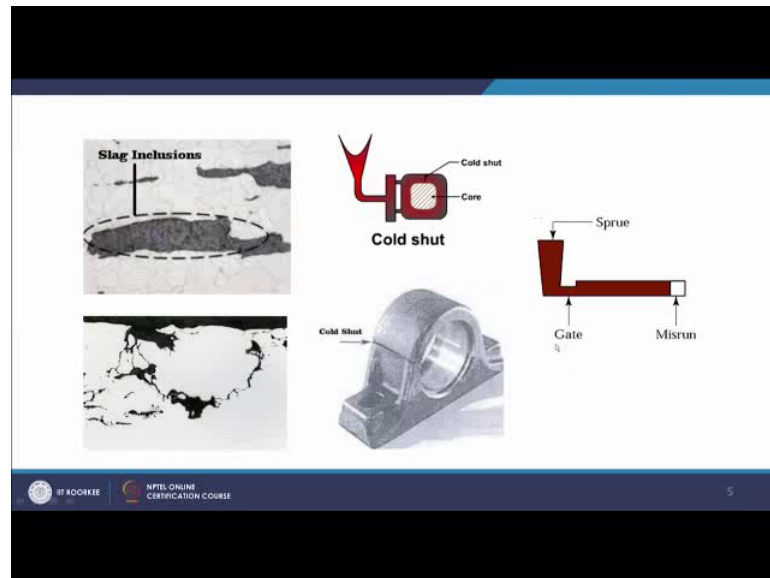 Slag Inclusions
Cold shut
Core
Cold shut
Sprue
Gate
Misrun
Cold Shut
IIT ROORKEE
NPTEL ONLINE
CERTIFICATION COURSE
5